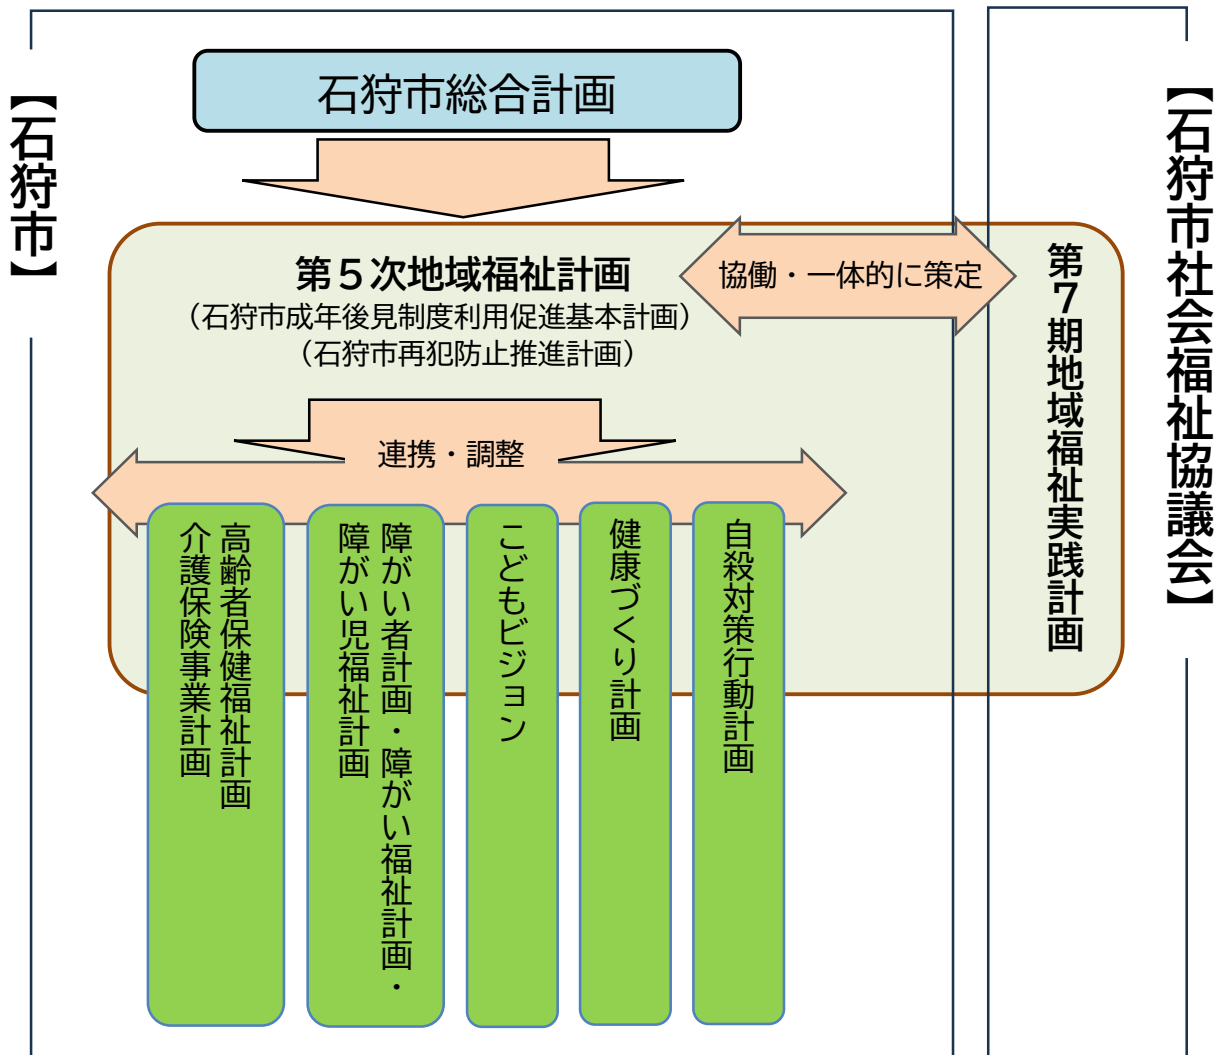 石狩市総合計画
【石狩市】
【石狩市社会福祉協議会】
第５次地域福祉計画
（石狩市成年後見制度利用促進基本計画）
（石狩市再犯防止推進計画）
協働・一体的に策定
第７期地域福祉実践計画
連携・調整
高齢者保健福祉計画
介護保険事業計画
障がい者計画・障がい福祉計画・
障がい児福祉計画
こどもビジョン
健康づくり計画
自殺対策行動計画